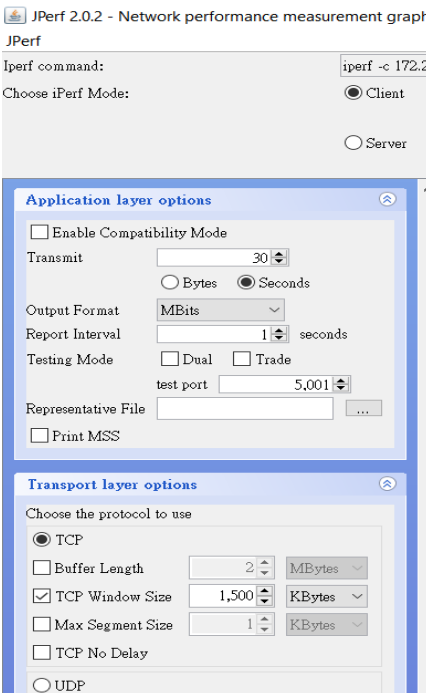 JPerf 2.0.2 - Network performance measurement graph
JPerf
Iperf command:
iperf -c 172.2
Choose iPerf Mode:
Client
Server
Application layer options
Enable Compatibility Mode
Transmit 30
Bytes Seconds
Output Format MBits
Report Interval 1 seconds
Testing Mode Dual Trade
test port 5,001
Representative File ...
Print MSS
Transport layer options
Choose the protocol to use
TCP
Buffer Length 2 MBytes
TCP Window Size 1,500 KBytes
Max Segment Size 1 KBytes
TCP No Delay
UDP